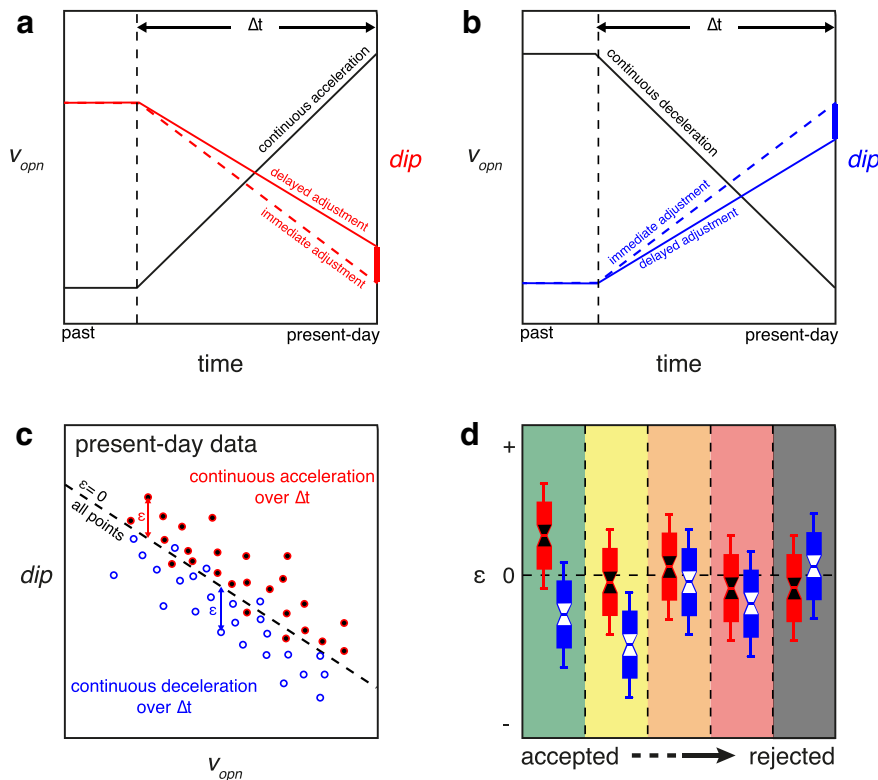 a
Δt
continuous acceleration
delayed adjustment
immediate adjustment
v_opn
dip
past
present-day
time
b
Δt
continuous deceleration
immediate adjustment
delayed adjustment
v_opn
dip
past
present-day
time
c
present-day data
continuous acceleration
over Δt
ε= 0
all points
ε
ε
dip
continuous deceleration
over Δt
v_opn
d
+
ε 0
-
accepted
rejected